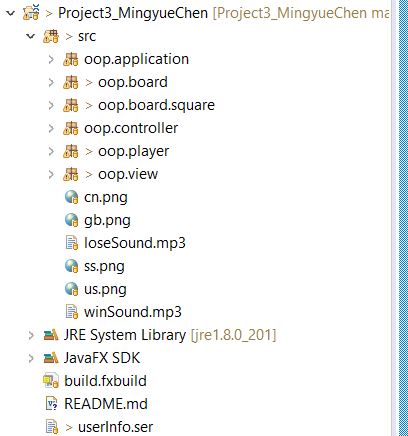 > Project3_MingyueChen [Project3_MingyueChen ma
src
oop.application
> oop.board
> oop.board.square
oop.controller
> oop.player
> oop.view
cn.png
gb.png
loseSound.mp3
ss.png
us.png
winSound.mp3
JRE System Library [jre1.8.0_201]
JavaFX SDK
build.fxbuild
README.md
> userInfo.ser